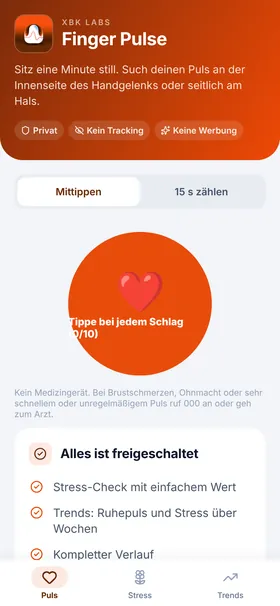 XBK LABS
Finger Pulse
Sitz eine Minute still. Such deinen Puls an der
Innenseite des Handgelenks oder seitlich am
Hals.
Privat
Kein Tracking
Keine Werbung
Mittippen
15 s zählen
Tippe bei jedem Schlag
0/10)
Kein Medizingerät. Bei Brustschmerzen, Ohnmacht oder sehr
schnellem oder unregelmäßigem Puls ruf 000 an oder geh
zum Arzt.
Alles ist freigeschaltet
Stress-Check mit einfachem Wert
Trends: Ruhepuls und Stress über
Wochen
Kompletter Verlauf
Puls
Stress
Trends